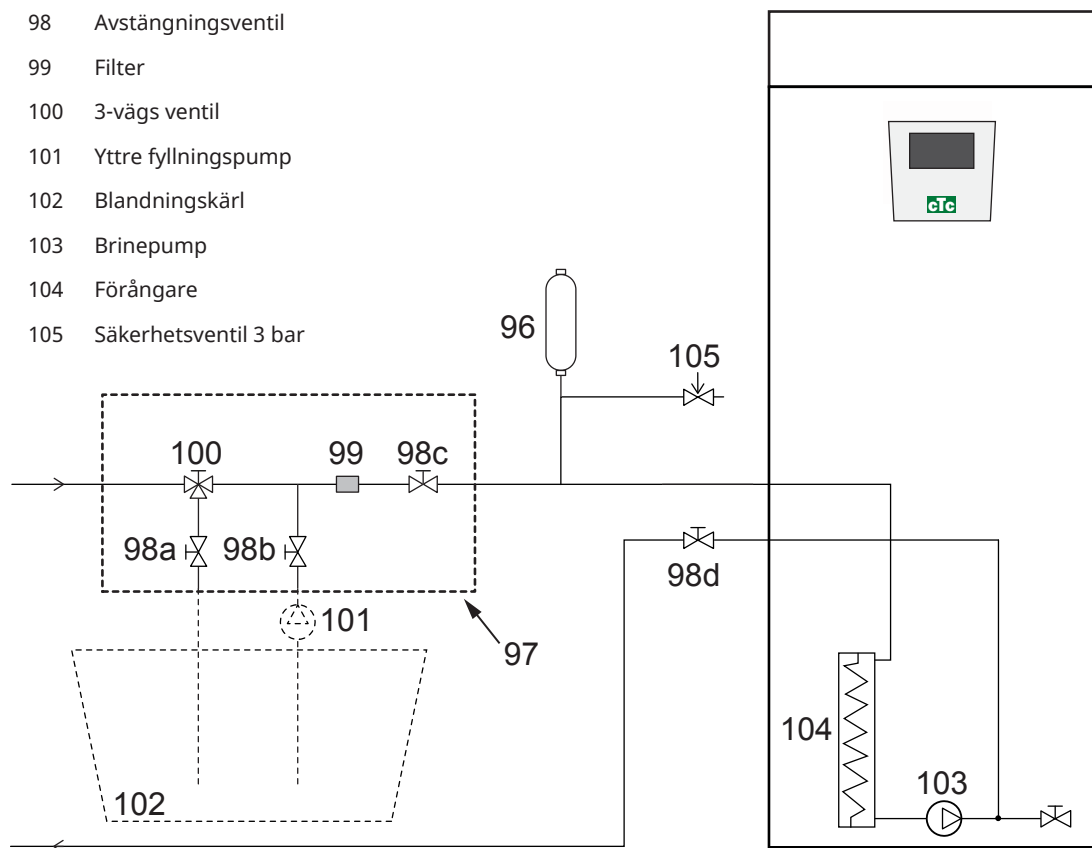 98 Avstängningsventil
99 Filter
100 3-vägs ventil
101 Yttre fyllningspump
102 Blandningskärl
103 Brinepump
104 Förångare
105 Säkerhetsventil 3 bar
cTc
96
105
100 99 98c
98a 98b
98d
101
97
104
103
102